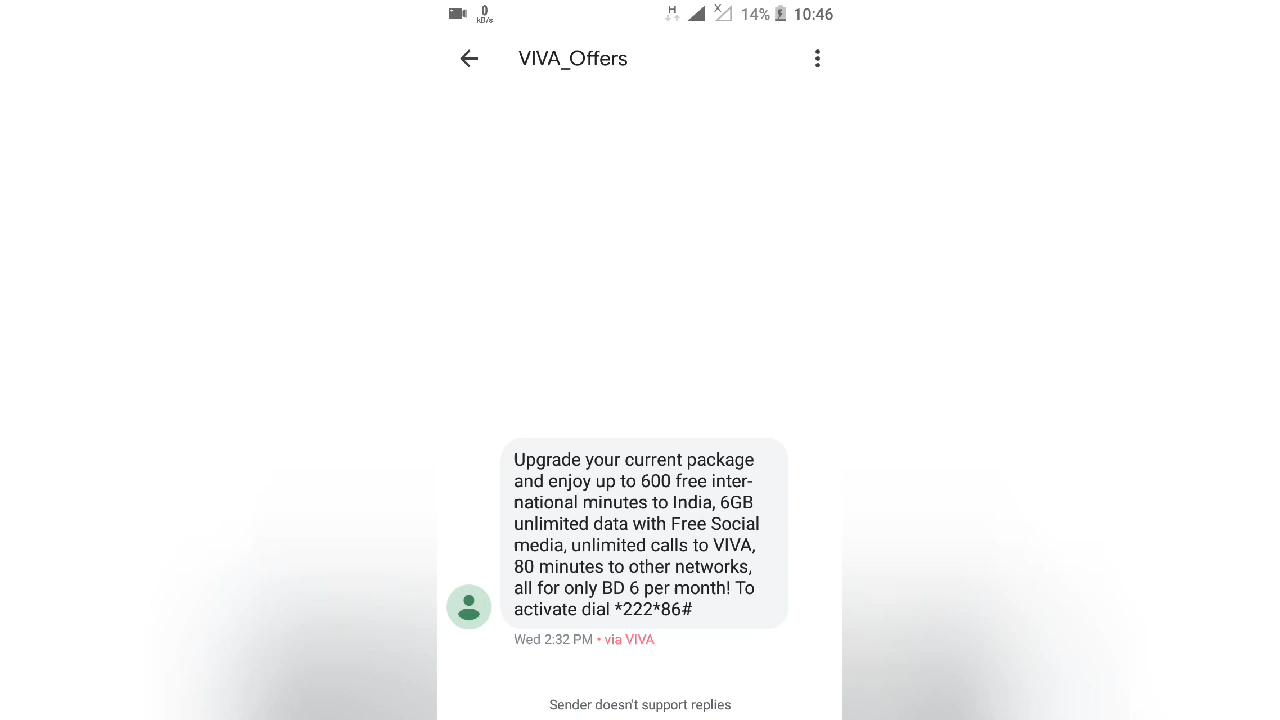 0
kB/s
H
X
14%
10:46
VIVA_Offers
Upgrade your current package
and enjoy up to 600 free inter-
national minutes to India, 6GB
unlimited data with Free Social
media, unlimited calls to VIVA,
80 minutes to other networks,
all for only BD 6 per month! To
activate dial *222*86#
Wed 2:32 PM • via VIVA
Sender doesn't support replies